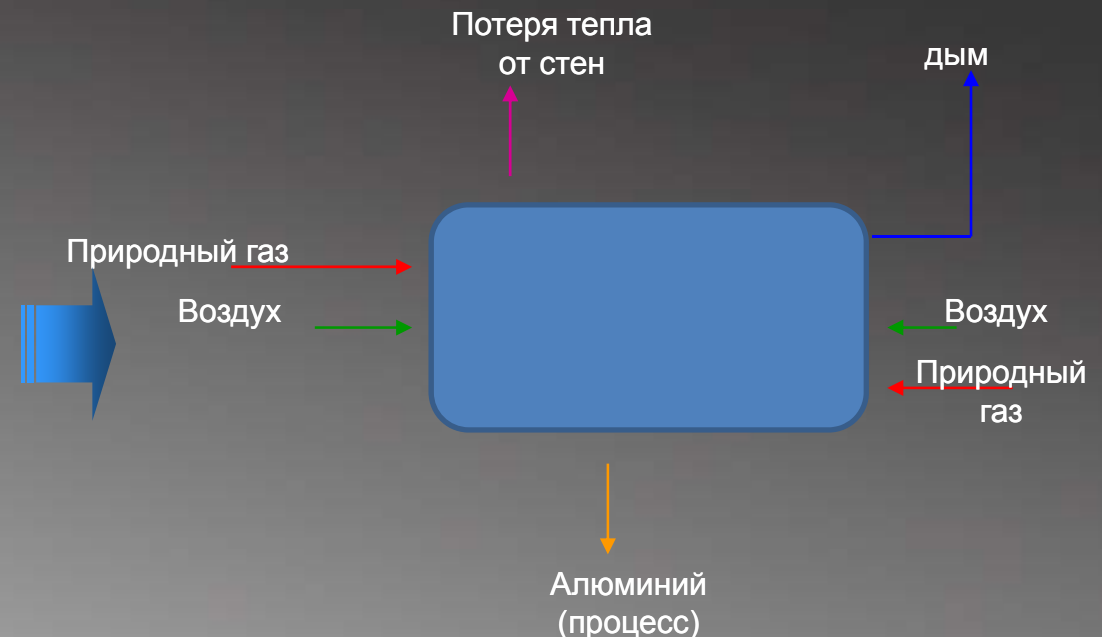 Потеря тепла
от стен
дым
Природный газ
Воздух
Воздух
Природный
газ
Алюминий
(процесс)